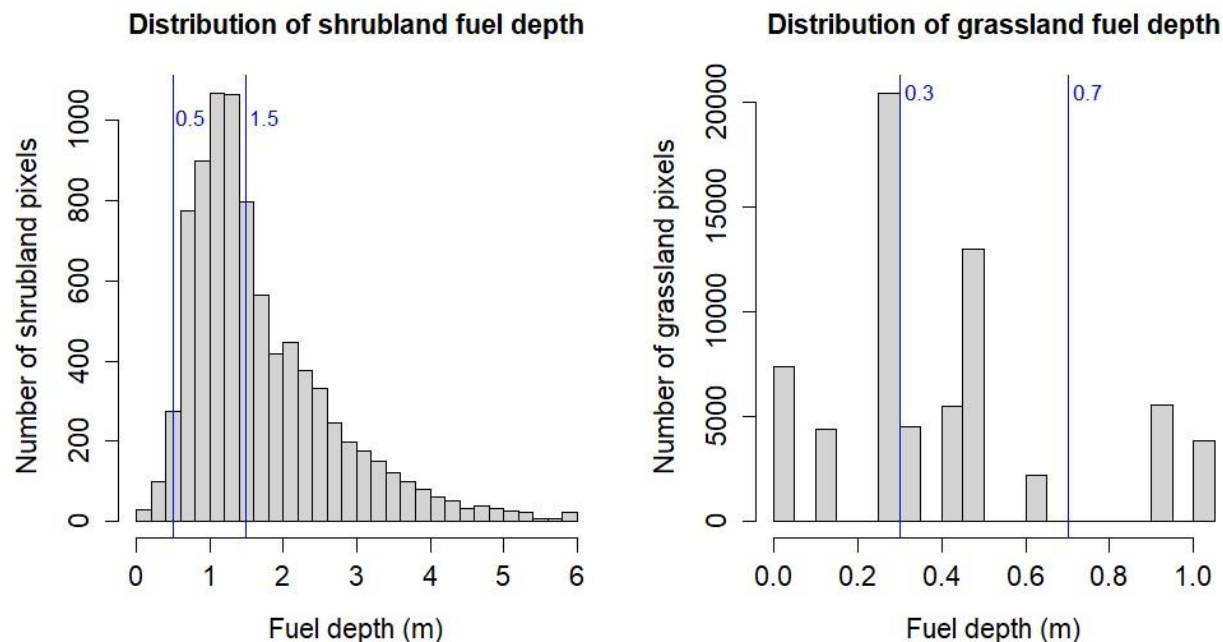 Distribution of shrubland fuel depth
Number of shrubland pixels
1000
800
600
400
200
0
0.5
1.5
0 1 2 3 4 5 6
Fuel depth (m)
Distribution of grassland fuel depth
Number of grassland pixels
20000
15000
10000
5000
0
0.3
0.7
0.0 0.2 0.4 0.6 0.8 1.0
Fuel depth (m)